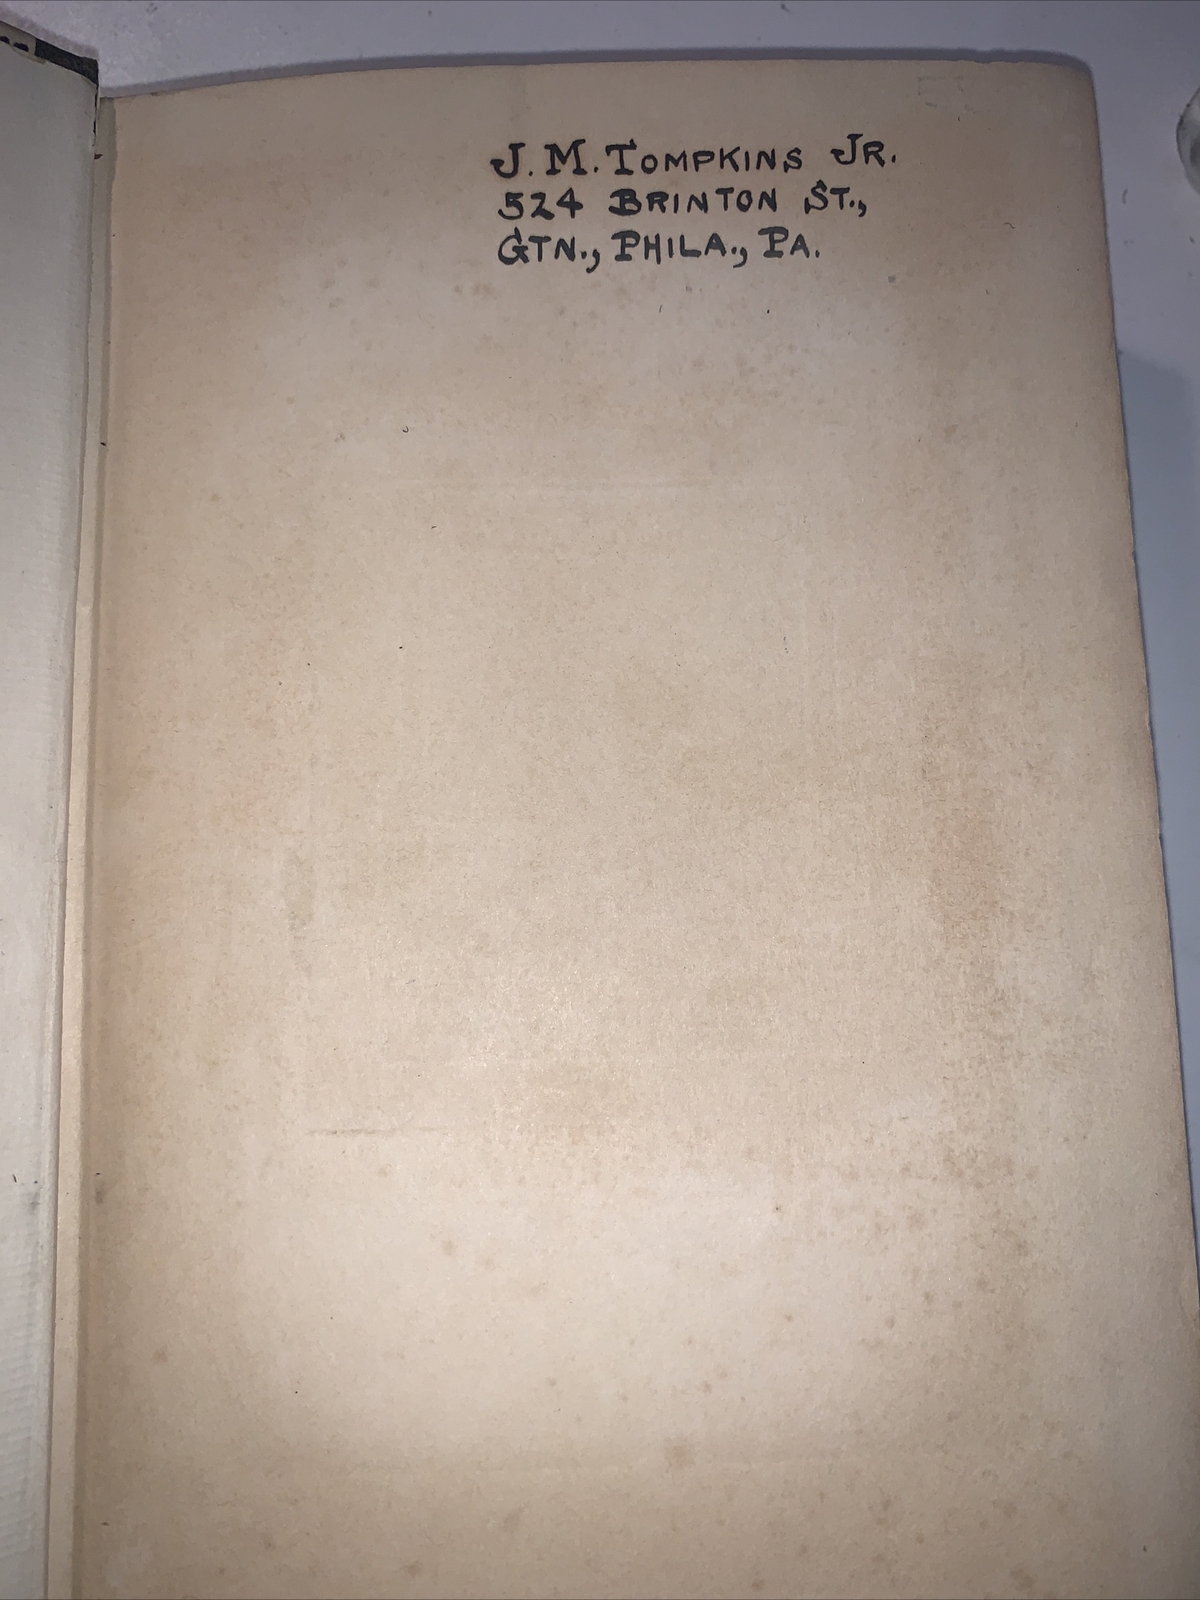 J. M. TOMPKINS JR.
524 BRINTON ST.,
GTN., PHILA., PA.